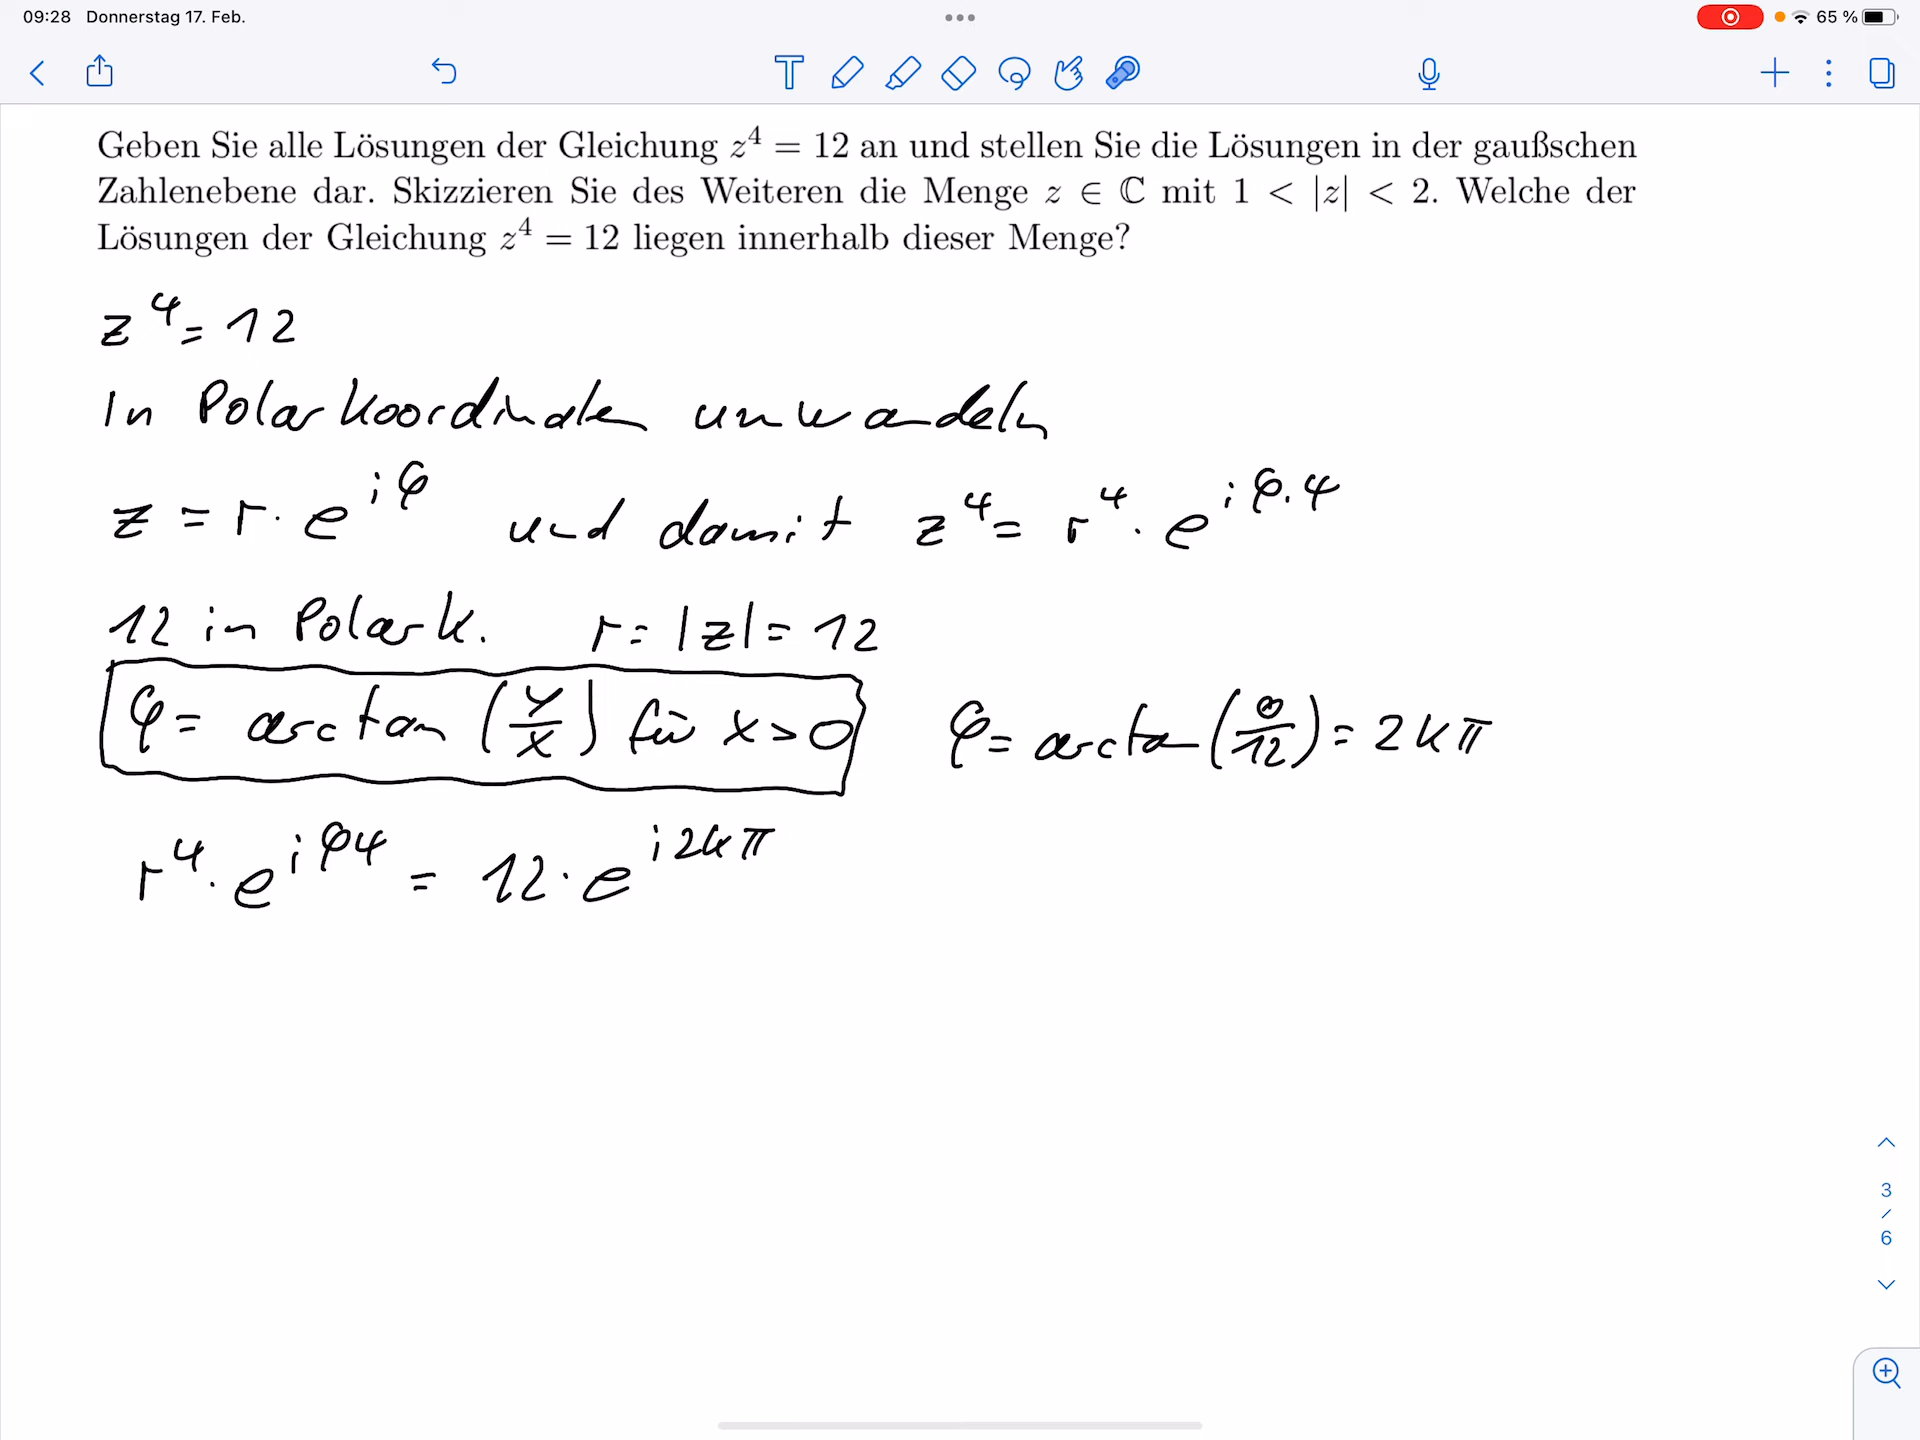 09:28 Donnerstag 17. Feb.
65 %
T
Geben Sie alle Lösungen der Gleichung z⁴ = 12 an und stellen Sie die Lösungen in der gaußschen
Zahlenebene dar. Skizzieren Sie des Weiteren die Menge z ∈ ℂ mit 1 < |z| < 2. Welche der
Lösungen der Gleichung z⁴ = 12 liegen innerhalb dieser Menge?
z⁴ = 12
In Polarkoordinaten umwandeln
z = r · e^{iφ} und damit z⁴ = r⁴ · e^{iφ·4}
12 in Polark. r = |z| = 12
φ = arctan (y/x) für x > 0 φ = arctan (0/12) = 2kπ
r⁴ · e^{iφ4} = 12 · e^{i2kπ}
3
/
6